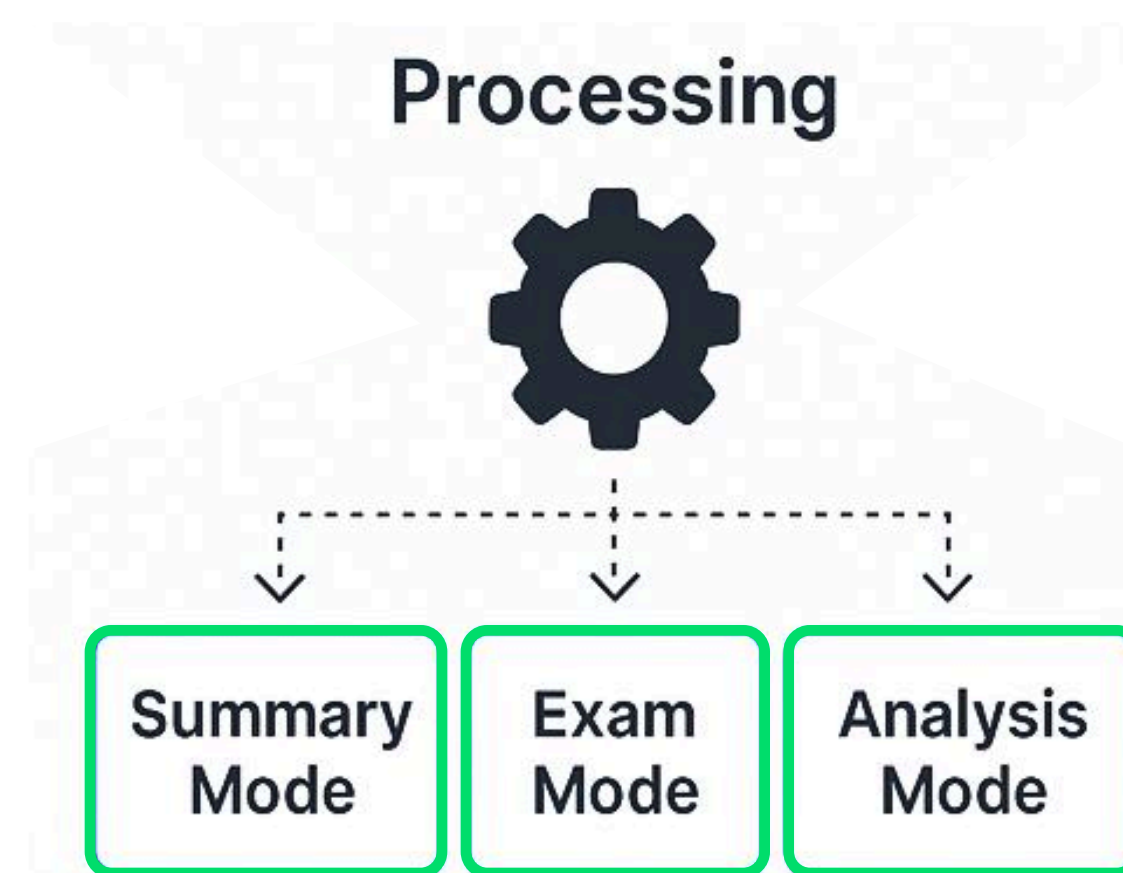 Processing
Summary
Mode
Exam
Mode
Analysis
Mode